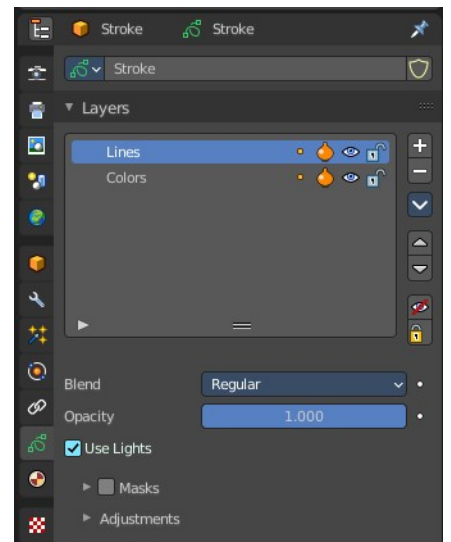 Stroke Stroke
Stroke
Layers
Lines
Colors
Blend Regular
Opacity 1.000
Use Lights
Masks
Adjustments